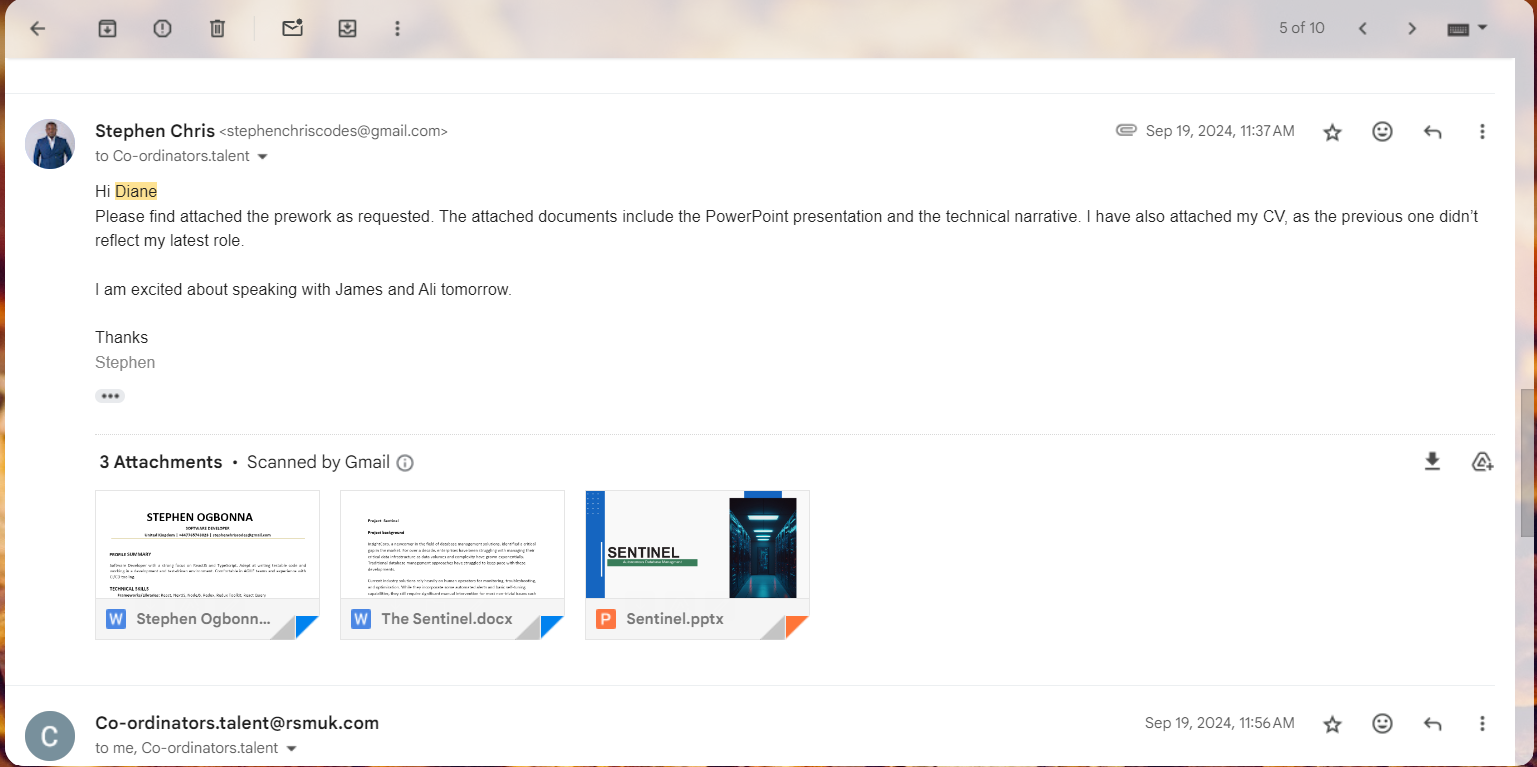 5 of 10
Stephen Chris <stephenchriscodes@gmail.com>
Sep 19, 2024, 11:37 AM
to Co-ordinators.talent
Hi Diane
Please find attached the prework as requested. The attached documents include the PowerPoint presentation and the technical narrative. I have also attached my CV, as the previous one didn’t
reflect my latest role.
I am excited about speaking with James and Ali tomorrow.
Thanks
Stephen
3 Attachments • Scanned by Gmail
STEPHEN OGBONNA
SOFTWARE DEVELOPER
PROFILE SUMMARY
TECHNICAL SKILLS
W Stephen Ogbonn...
Project: Sentinel
Project background
W The Sentinel.docx
SENTINEL
Autonomous Database Management
P Sentinel.pptx
C
Co-ordinators.talent@rsmuk.com
Sep 19, 2024, 11:56 AM
to me, Co-ordinators.talent